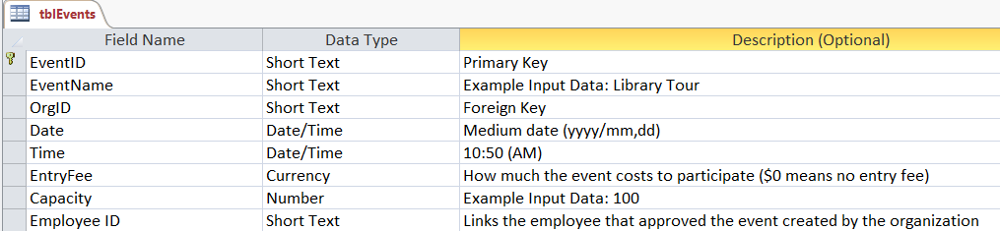 tblEvents
Field Name Data Type Description (Optional)
EventID Short Text Primary Key
EventName Short Text Example Input Data: Library Tour
OrgID Short Text Foreign Key
Date Date/Time Medium date (yyyy/mm,dd)
Time Date/Time 10:50 (AM)
EntryFee Currency How much the event costs to participate ($0 means no entry fee)
Capacity Number Example Input Data: 100
Employee ID Short Text Links the employee that approved the event created by the organization